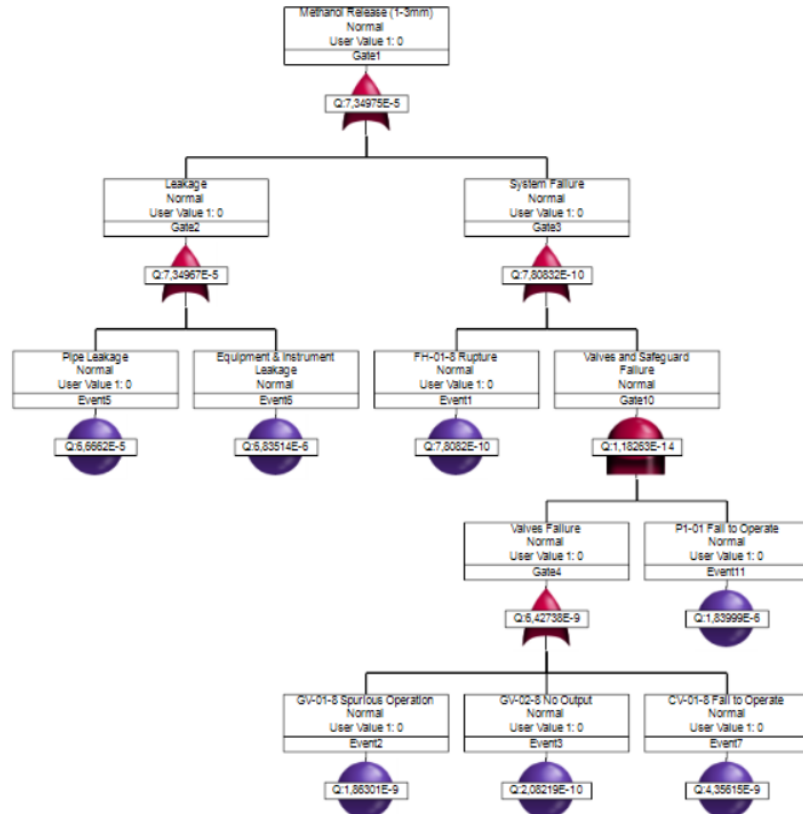 Methanol Release (1-3mm)
Normal
User Value 1: 0
Gate1
Q:7,34975E-5
Leakage
Normal
User Value 1: 0
Gate2
Q:7,34967E-5
System Failure
Normal
User Value 1: 0
Gate3
Q:7,80832E-10
Pipe Leakage
Normal
User Value 1: 0
Event5
Q:6,6662E-5
Equipment & Instrument
Leakage
Normal
Event6
Q:6,83514E-6
FH-01-8 Rupture
Normal
User Value 1: 0
Event1
Q:7,8082E-10
Valves and Safeguard
Failure
Normal
Gate10
Q:1,18263E-14
Valves Failure
Normal
User Value 1: 0
Gate4
Q:6,42738E-9
P1-01 Fail to Operate
Normal
User Value 1: 0
Event11
Q:1,83999E-6
GV-01-8 Spurious Operation
Normal
User Value 1: 0
Event2
Q:1,86301E-9
GV-02-8 No Output
Normal
User Value 1: 0
Event3
Q:2,08219E-10
CV-01-8 Fail to Operate
Normal
User Value 1: 0
Event7
Q:4,35615E-9